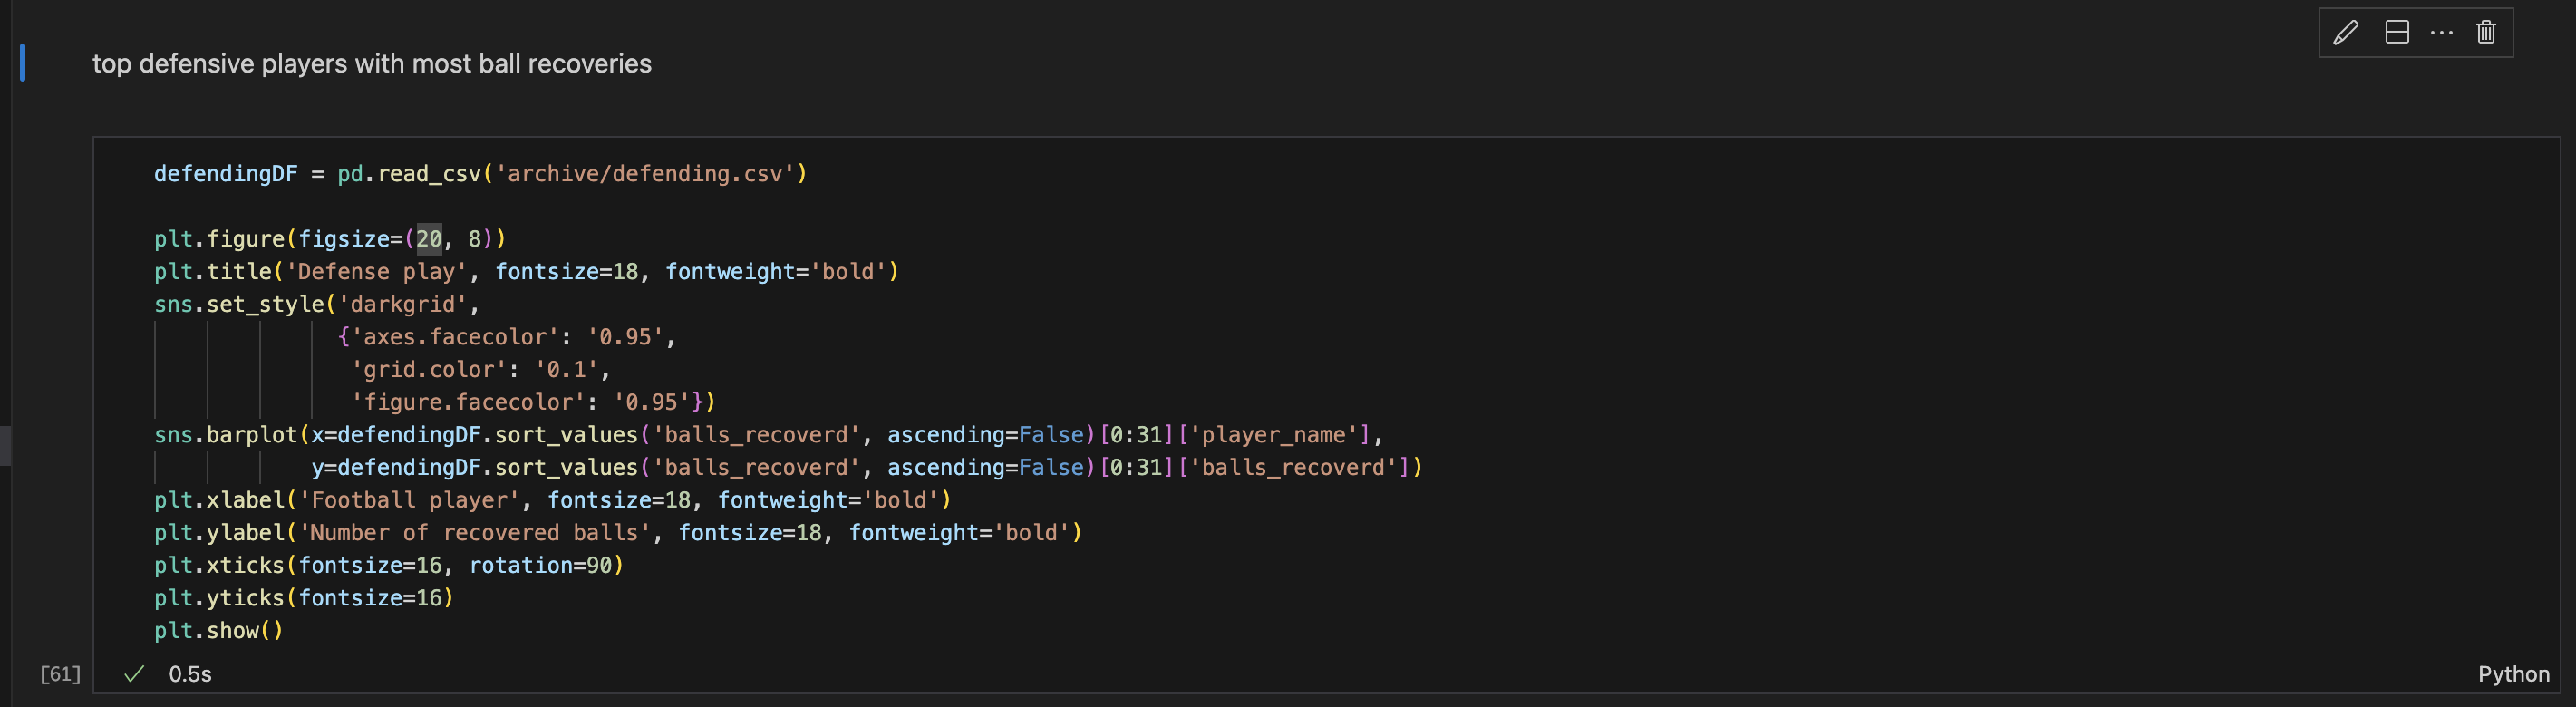 top defensive players with most ball recoveries
defendingDF = pd.read_csv('archive/defending.csv')
plt.figure(figsize=(20, 8))
plt.title('Defense play', fontsize=18, fontweight='bold')
sns.set_style('darkgrid',
{'axes.facecolor': '0.95',
'grid.color': '0.1',
'figure.facecolor': '0.95'})
sns.barplot(x=defendingDF.sort_values('balls_recoverd', ascending=False)[0:31]['player_name'],
y=defendingDF.sort_values('balls_recoverd', ascending=False)[0:31]['balls_recoverd'])
plt.xlabel('Football player', fontsize=18, fontweight='bold')
plt.ylabel('Number of recovered balls', fontsize=18, fontweight='bold')
plt.xticks(fontsize=16, rotation=90)
plt.yticks(fontsize=16)
plt.show()
[61] 0.5s Python